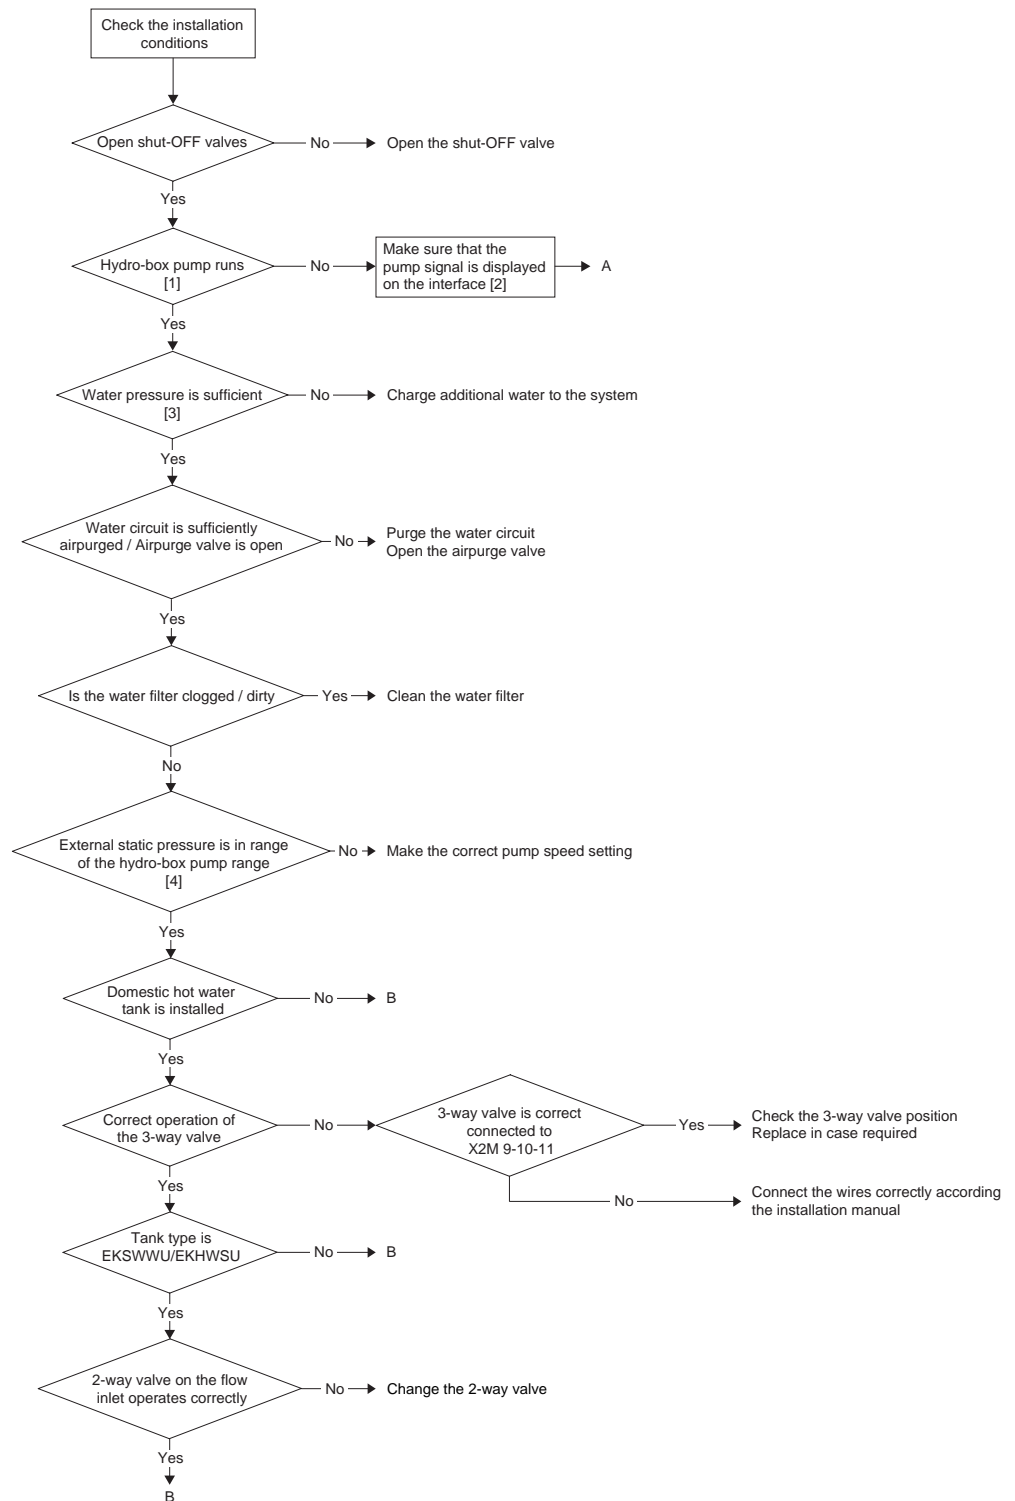 Check the installation
conditions
Open shut-OFF valves
No
Open the shut-OFF valve
Yes
Hydro-box pump runs
[1]
No
Make sure that the
pump signal is displayed
on the interface [2]
A
Yes
Water pressure is sufficient
[3]
No
Charge additional water to the system
Yes
Water circuit is sufficiently
airpurged / Airpurge valve is open
No
Purge the water circuit
Open the airpurge valve
Yes
Is the water filter clogged / dirty
Yes
Clean the water filter
No
External static pressure is in range
of the hydro-box pump range
[4]
No
Make the correct pump speed setting
Yes
Domestic hot water
tank is installed
No
B
Yes
Correct operation of
the 3-way valve
No
3-way valve is correct
connected to
X2M 9-10-11
Yes
Check the 3-way valve position
Replace in case required
No
Connect the wires correctly according
the installation manual
Yes
Tank type is
EKSWWU/EKHWSU
No
B
Yes
2-way valve on the flow
inlet operates correctly
No
Change the 2-way valve
Yes
B